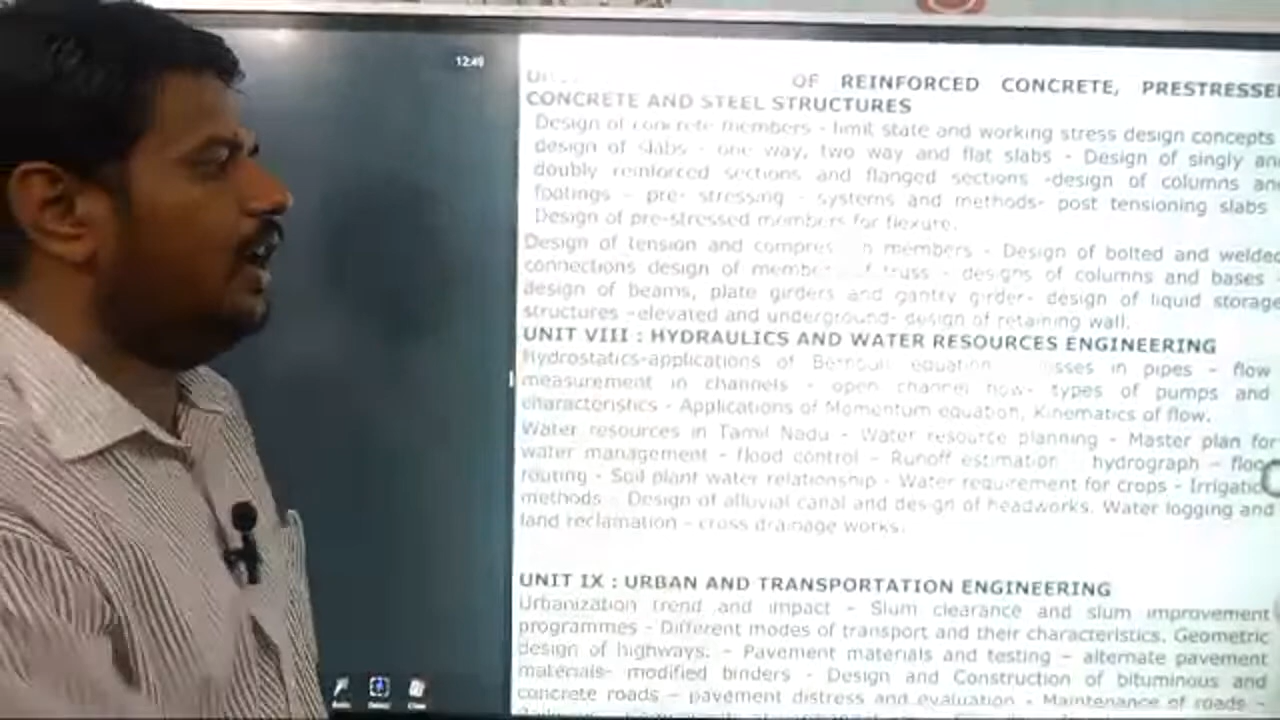 12:49
OF REINFORCED CONCRETE, PRESTRESSE
CONCRETE AND STEEL STRUCTURES
Design of concrete members - limit state and working stress design concepts
design of slabs - one way, two way and flat slabs - Design of singly an
doubly reinforced sections and flanged sections -design of columns an
footings - pre- stressing - systems and methods- post tensioning slabs
Design of pre-stressed members for flexure.
Design of tension and compres members - Design of bolted and welde
connections design of membe truss - designs of columns and bases -
design of beams, plate girders and gantry girder- design of liquid storage
structures -elevated and underground- design of retaining wall.
UNIT VIII : HYDRAULICS AND WATER RESOURCES ENGINEERING
Hydrostatics-applications of Bernouli equation sses in pipes - flow
measurement in channels - open channel flow- types of pumps and
characteristics - Applications of Momentum equation, Kinematics of flow.
Water resources in Tamil Nadu - Water resource planning - Master plan for
water management - flood control - Runoff estimation hydrograph - floo
routing - Soil plant water relationship - Water requirement for crops - Irrigatio
methods - Design of alluvial canal and design of headworks. Water logging and
land reclamation - cross drainage works.
UNIT IX : URBAN AND TRANSPORTATION ENGINEERING
Urbanization trend and impact - Slum clearance and slum improvement
programmes - Different modes of transport and their characteristics. Geometric
design of highways. - Pavement materials and testing - alternate pavement
materials- modified binders - Design and Construction of bituminous and
concrete roads - pavement distress and evaluation - Maintenance of roads -